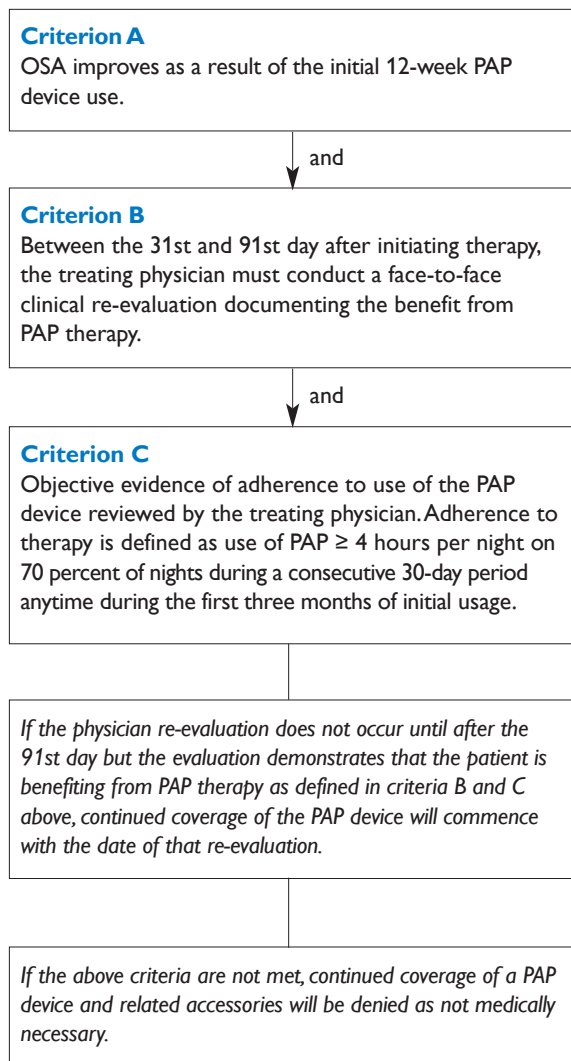 Criterion A
OSA improves as a result of the initial 12-week PAP
device use.
and
Criterion B
Between the 31st and 91st day after initiating therapy,
the treating physician must conduct a face-to-face
clinical re-evaluation documenting the benefit from
PAP therapy.
and
Criterion C
Objective evidence of adherence to use of the PAP
device reviewed by the treating physician. Adherence to
therapy is defined as use of PAP ≥ 4 hours per night on
70 percent of nights during a consecutive 30-day period
anytime during the first three months of initial usage.
If the physician re-evaluation does not occur until after the
91st day but the evaluation demonstrates that the patient is
benefiting from PAP therapy as defined in criteria B and C
above, continued coverage of the PAP device will commence
with the date of that re-evaluation.
If the above criteria are not met, continued coverage of a PAP
device and related accessories will be denied as not medically
necessary.